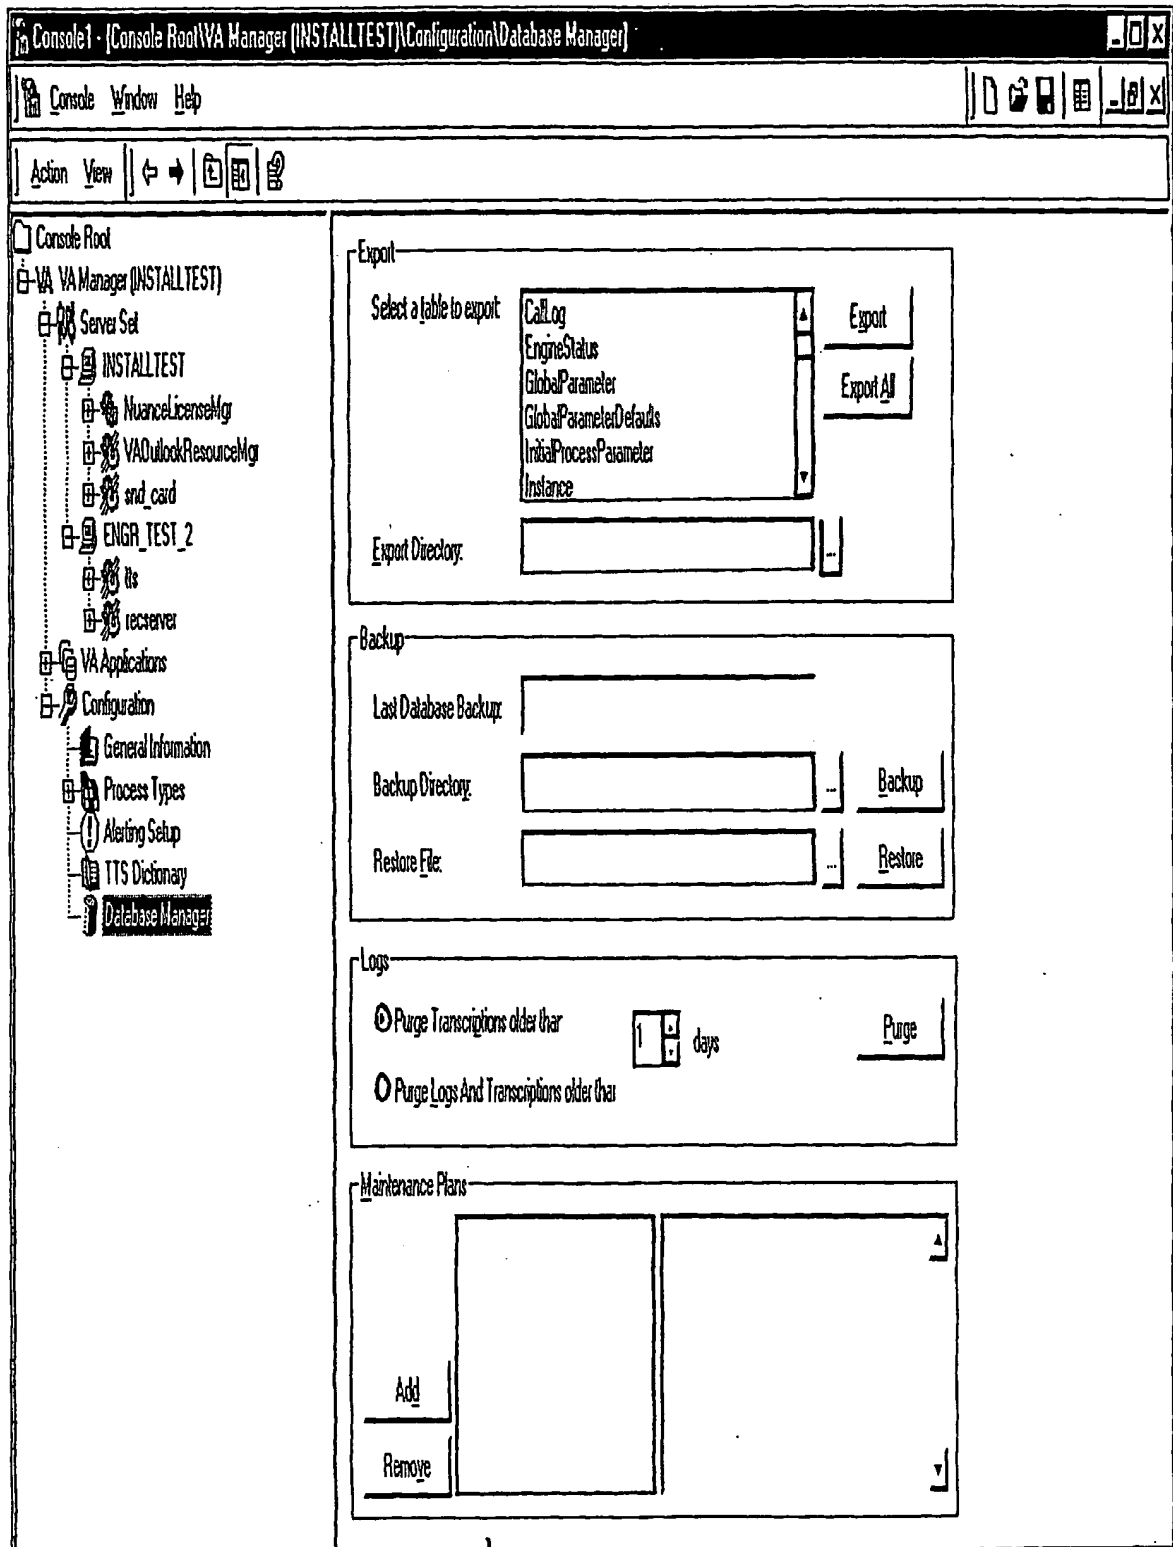 Console1 - [Console Root\VA Manager (INSTALLTEST)\Configuration\Database Manager]
Console Window Help
Action View
Console Root
VA VA Manager (INSTALLTEST)
Server Set
INSTALLTEST
NuanceLicenseMgr
VAOutlookResourceMgr
snd_card
ENGR_TEST_2
tts
recserver
VA Applications
Configuration
General Information
Process Types
Alerting Setup
TTS Dictionary
Database Manager
Export
Select a table to export
CallLog
EngineStatus
GlobalParameter
GlobalParameterDefaults
InitialProcessParameter
Instance
Export
Export All
Export Directory:
...
Backup
Last Database Backup:
Backup Directory:
...
Backup
Restore File:
...
Restore
Logs
Purge Transcriptions older than
1
days
Purge
Purge Logs And Transcriptions older than
Maintenance Plans
Add
Remove